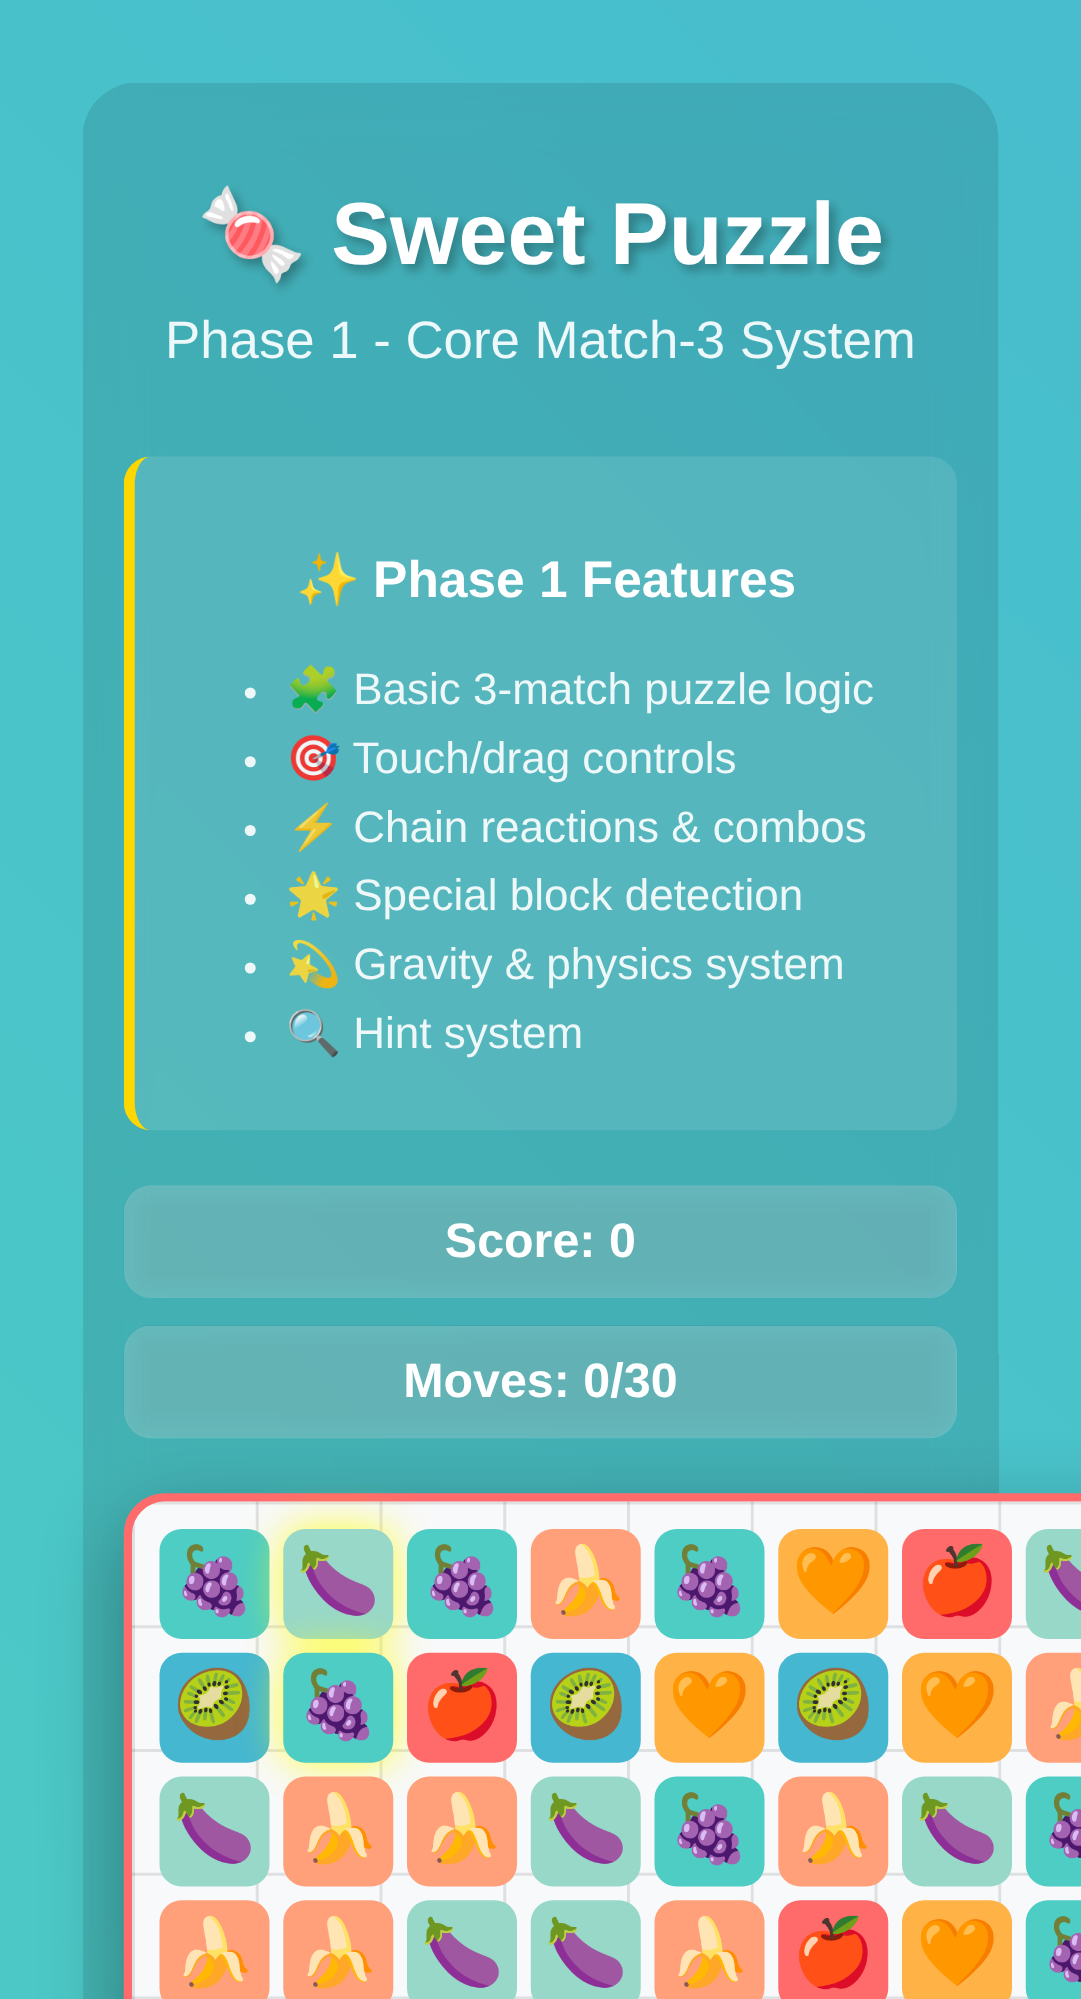 🍬 Sweet Puzzle
Phase 1 - Core Match-3 System
✨ Phase 1 Features
• 🧩 Basic 3-match puzzle logic
• 🎯 Touch/drag controls
• ⚡ Chain reactions & combos
• 🌟 Special block detection
• 💫 Gravity & physics system
• 🔍 Hint system
Score: 0
Moves: 0/30